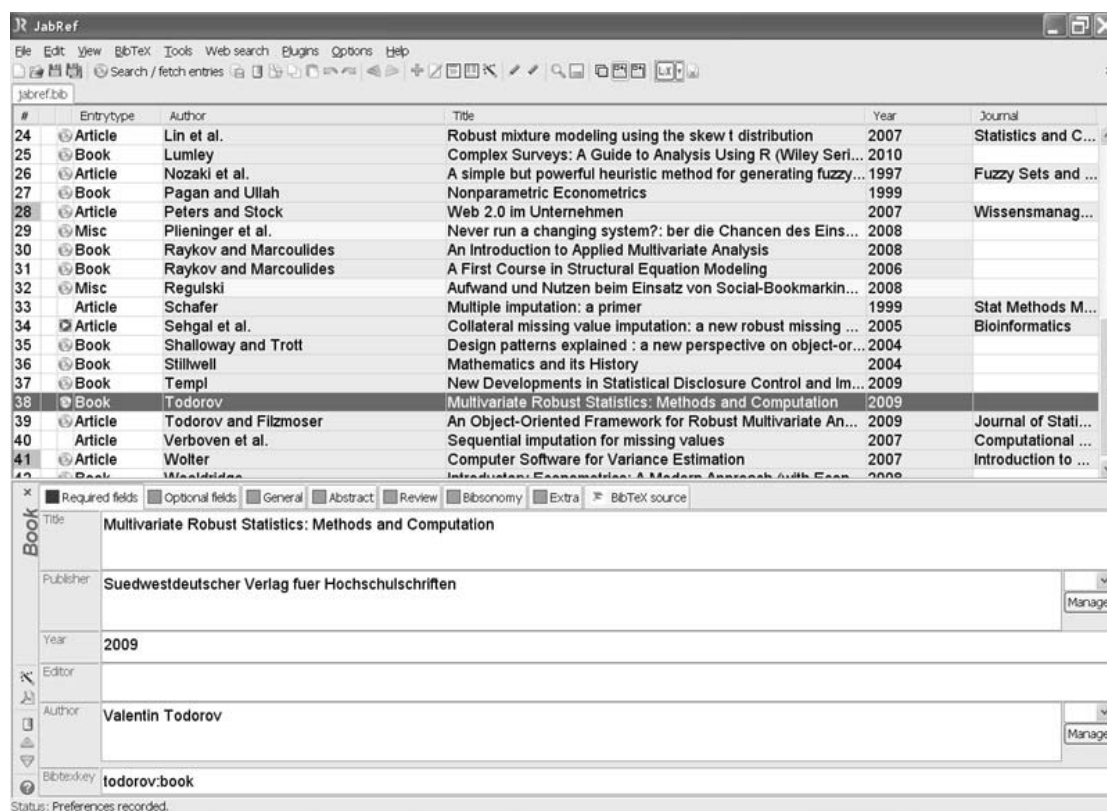 JabRef
File Edit View BibTeX Tools Web search Plugins Options Help
Search / fetch entries
jabref.bib
# Entrytype Author Title Year Journal
24 Article Lin et al. Robust mixture modeling using the skew t distribution 2007 Statistics and C...
25 Book Lumley Complex Surveys: A Guide to Analysis Using R (Wiley Seri... 2010
26 Article Nozaki et al. A simple but powerful heuristic method for generating fuzzy... 1997 Fuzzy Sets and ...
27 Book Pagan and Ullah Nonparametric Econometrics 1999
28 Article Peters and Stock Web 2.0 im Unternehmen 2007 Wissensmanag...
29 Misc Plieninger et al. Never run a changing system?: ber die Chancen des Eins... 2008
30 Book Raykov and Marcoulides An Introduction to Applied Multivariate Analysis 2008
31 Book Raykov and Marcoulides A First Course in Structural Equation Modeling 2006
32 Misc Regulski Aufwand und Nutzen beim Einsatz von Social-Bookmarkin... 2008
33 Article Schafer Multiple imputation: a primer 1999 Stat Methods M...
34 Article Sehgal et al. Collateral missing value imputation: a new robust missing ... 2005 Bioinformatics
35 Book Shalloway and Trott Design patterns explained : a new perspective on object-or... 2004
36 Book Stillwell Mathematics and its History 2004
37 Book Templ New Developments in Statistical Disclosure Control and Im... 2009
38 Book Todorov Multivariate Robust Statistics: Methods and Computation 2009
39 Article Todorov and Filzmoser An Object-Oriented Framework for Robust Multivariate An... 2009 Journal of Stati...
40 Article Verboven et al. Sequential imputation for missing values 2007 Computational ...
41 Article Wolter Computer Software for Variance Estimation 2007 Introduction to ...
42 Book Wooldridge Introductory Econometrics: A Modern Approach (with Econ... 2008
Required fields Optional fields General Abstract Review Bibsonomy Extra BibTeX source
Book
Title Multivariate Robust Statistics: Methods and Computation
Publisher Suedwestdeutscher Verlag fuer Hochschulschriften
Manage
Year 2009
Editor
Author Valentin Todorov
Manage
Bibtexkey todorov:book
Status: Preferences recorded.